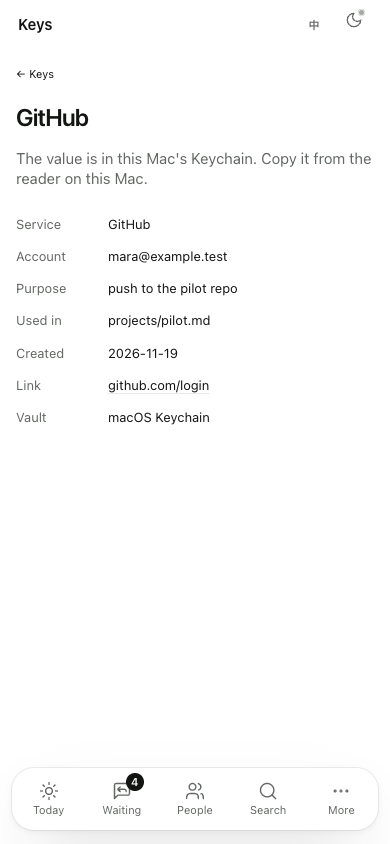 Keys
中
← Keys
GitHub
The value is in this Mac's Keychain. Copy it from the
reader on this Mac.
Service GitHub
Account mara@example.test
Purpose push to the pilot repo
Used in projects/pilot.md
Created 2026-11-19
Link github.com/login
Vault macOS Keychain
4
Today Waiting People Search More